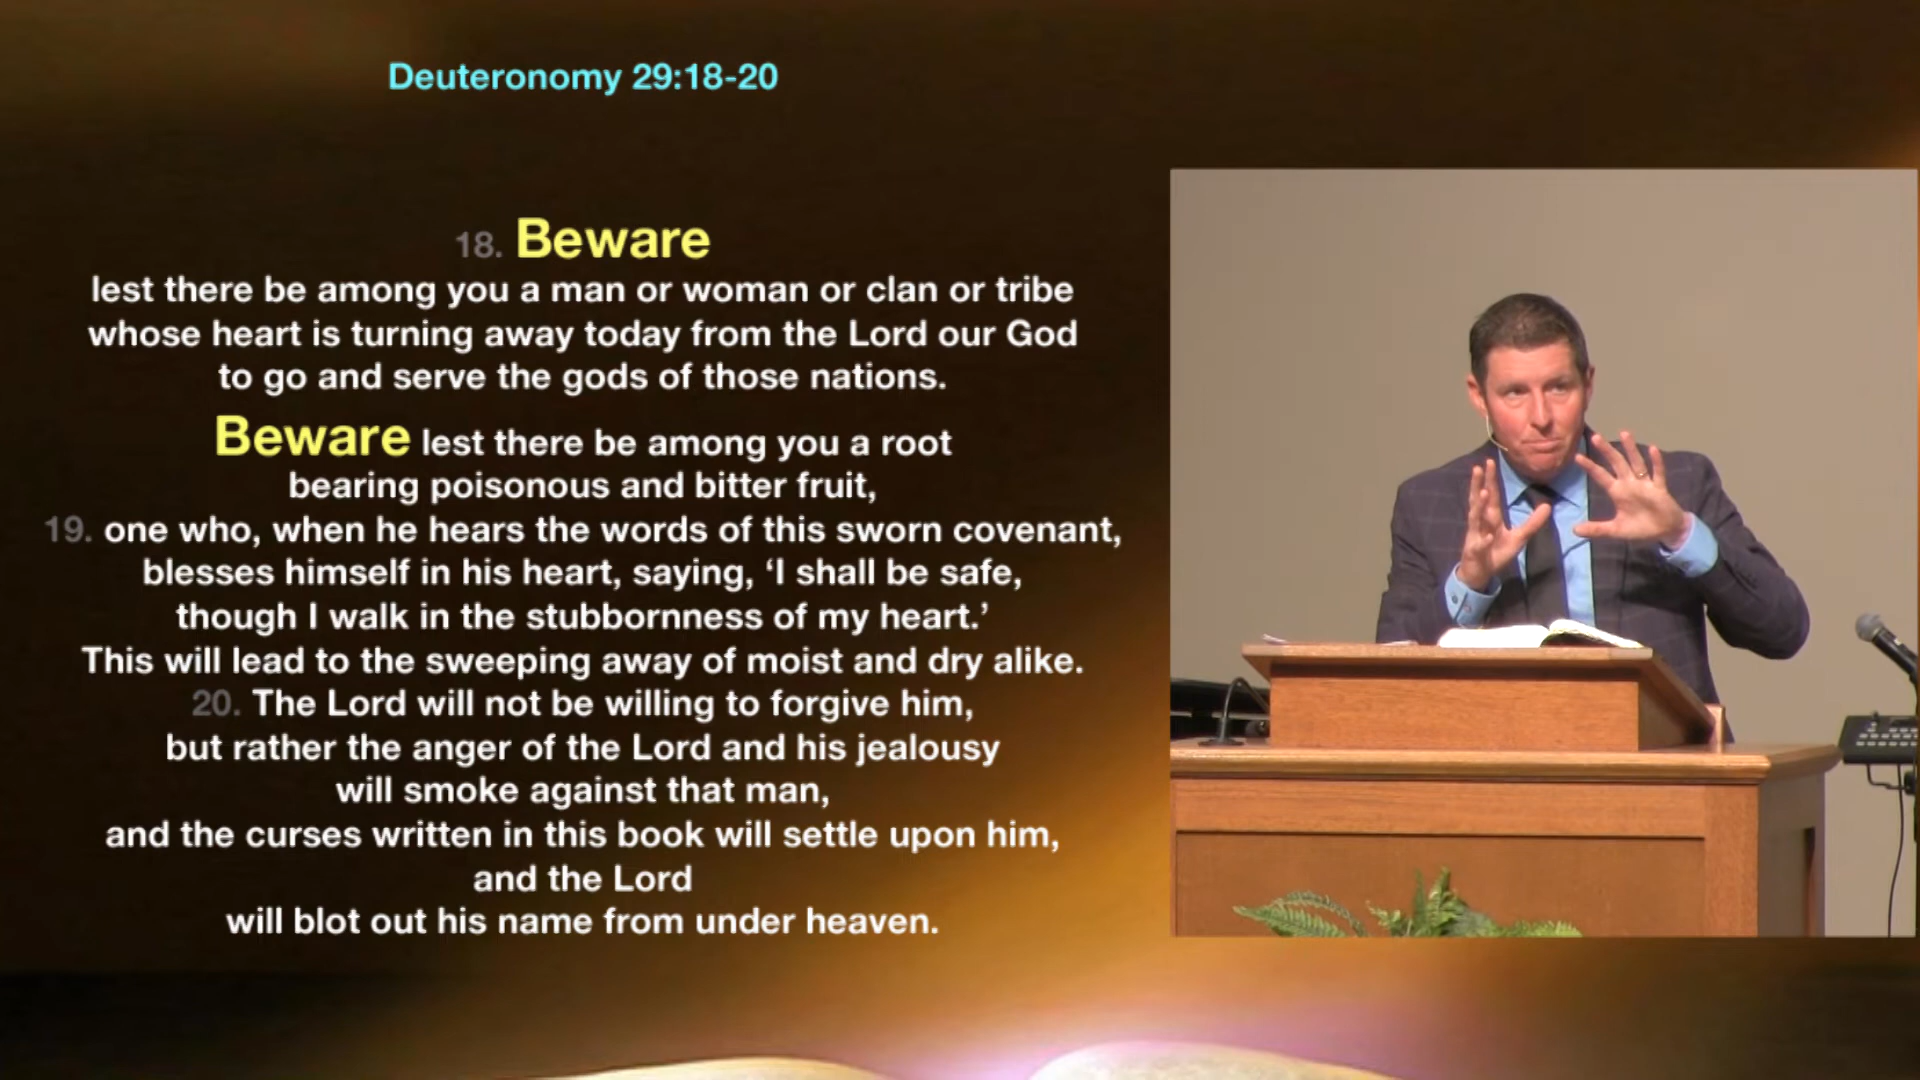 Deuteronomy 29:18-20
18. Beware
lest there be among you a man or woman or clan or tribe
whose heart is turning away today from the Lord our God
to go and serve the gods of those nations.
Beware lest there be among you a root
bearing poisonous and bitter fruit,
19. one who, when he hears the words of this sworn covenant,
blesses himself in his heart, saying, ‘I shall be safe,
though I walk in the stubbornness of my heart.’
This will lead to the sweeping away of moist and dry alike.
20. The Lord will not be willing to forgive him,
but rather the anger of the Lord and his jealousy
will smoke against that man,
and the curses written in this book will settle upon him,
and the Lord
will blot out his name from under heaven.